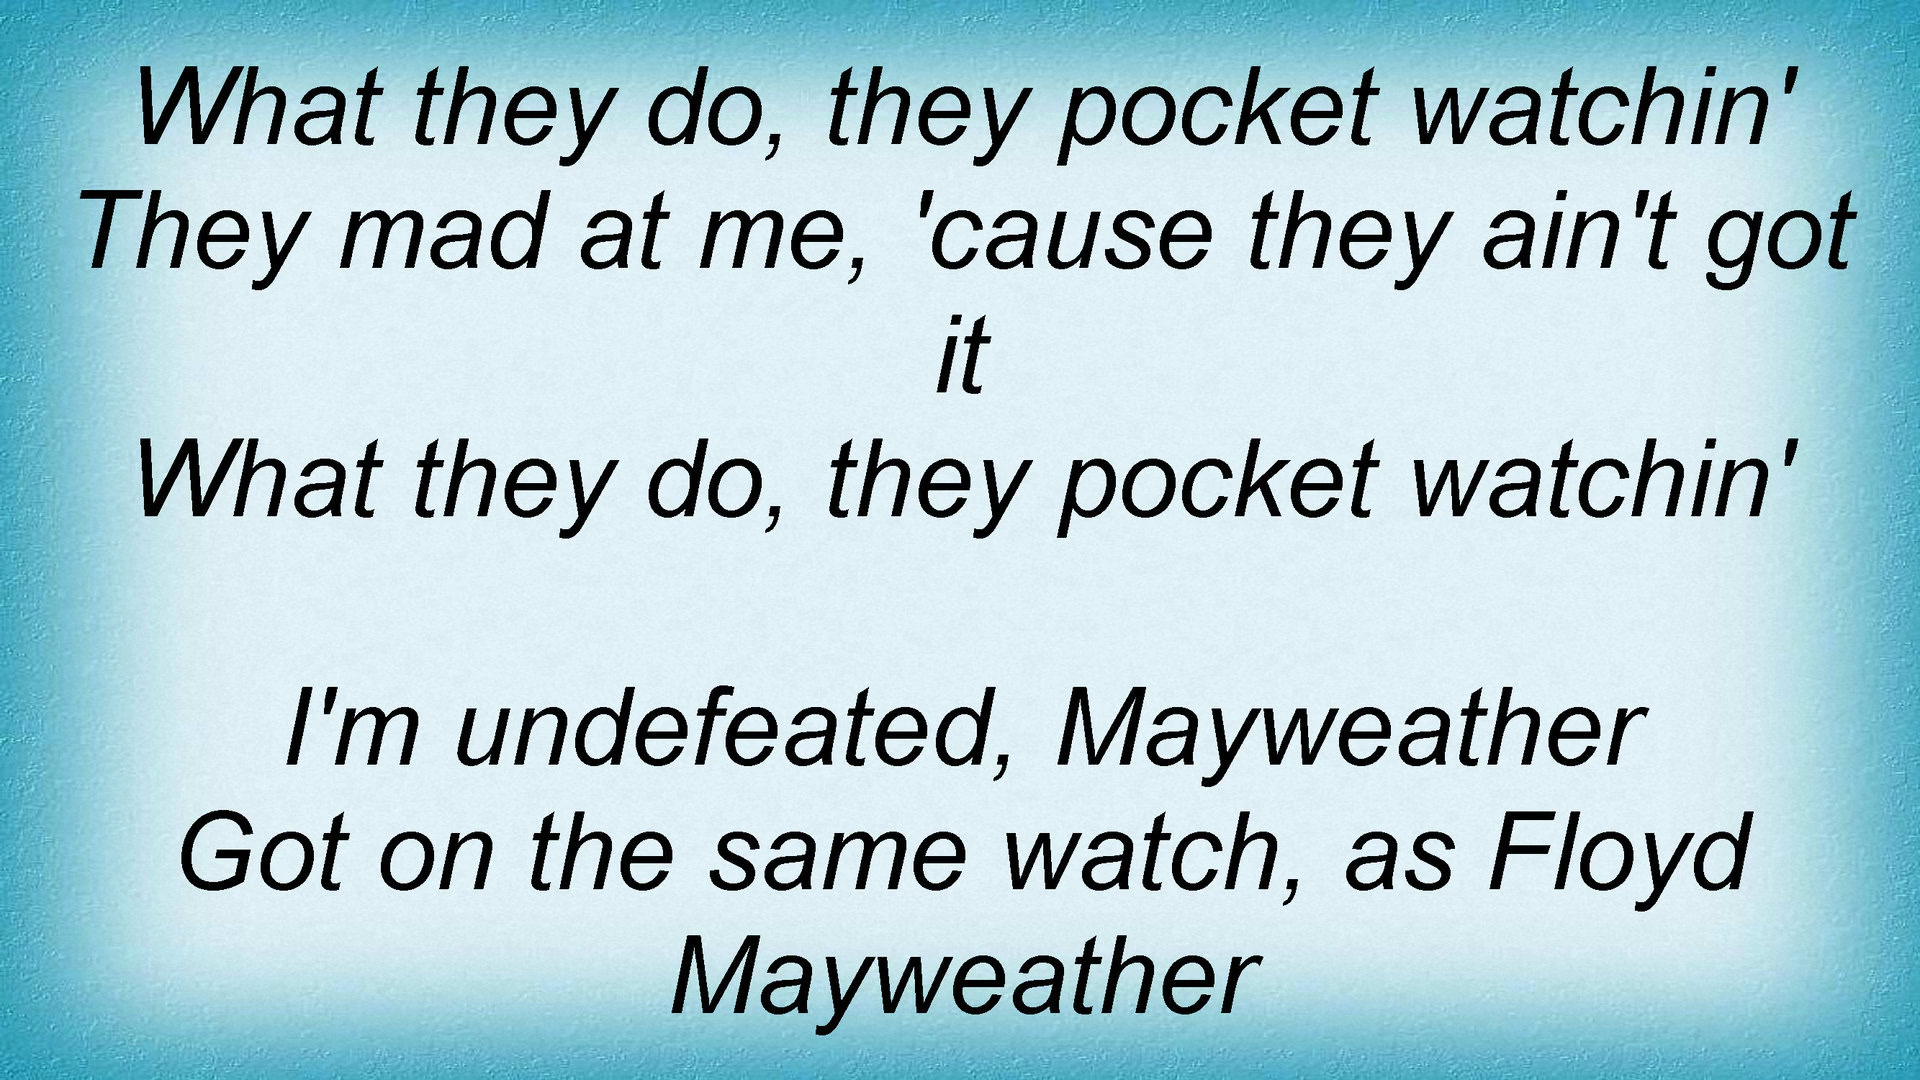 What they do, they pocket watchin'
They mad at me, 'cause they ain't got
it
What they do, they pocket watchin'
I'm undefeated, Mayweather
Got on the same watch, as Floyd
Mayweather